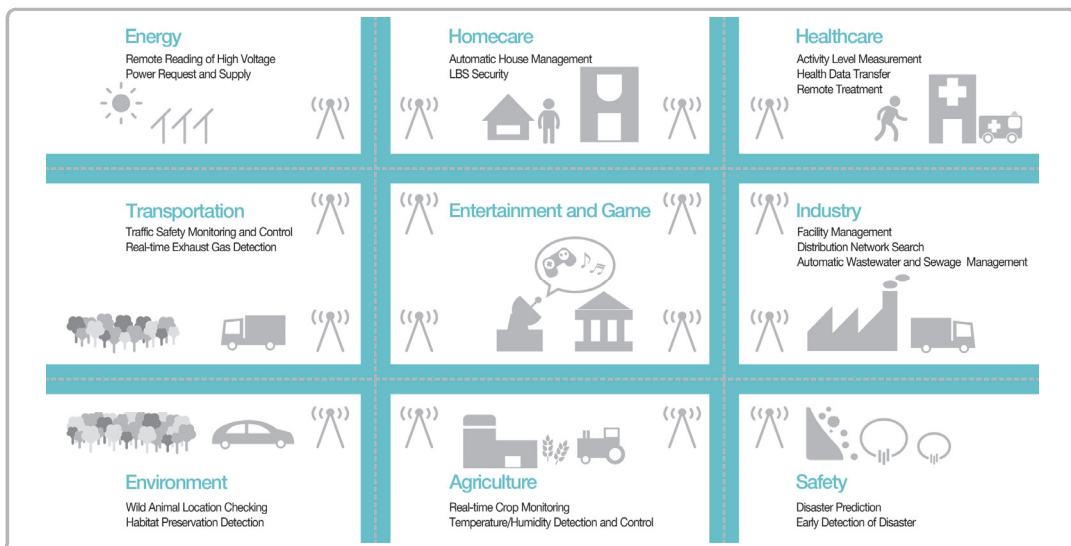 Energy
Remote Reading of High Voltage
Power Request and Supply
Homecare
Automatic House Management
LBS Security
Healthcare
Activity Level Measurement
Health Data Transfer
Remote Treatment
Transportation
Traffic Safety Monitoring and Control
Real-time Exhaust Gas Detection
Entertainment and Game
Industry
Facility Management
Distribution Network Search
Automatic Wastewater and Sewage Management
Environment
Wild Animal Location Checking
Habitat Preservation Detection
Agriculture
Real-time Crop Monitoring
Temperature/Humidity Detection and Control
Safety
Disaster Prediction
Early Detection of Disaster